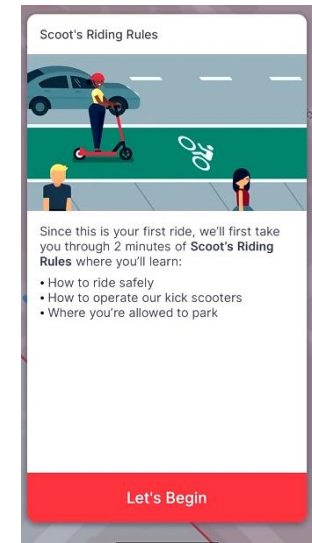 Scoot's Riding Rules
Since this is your first ride, we’ll first take
you through 2 minutes of Scoot’s Riding
Rules where you’ll learn:
• How to ride safely
• How to operate our kick scooters
• Where you’re allowed to park
Let's Begin